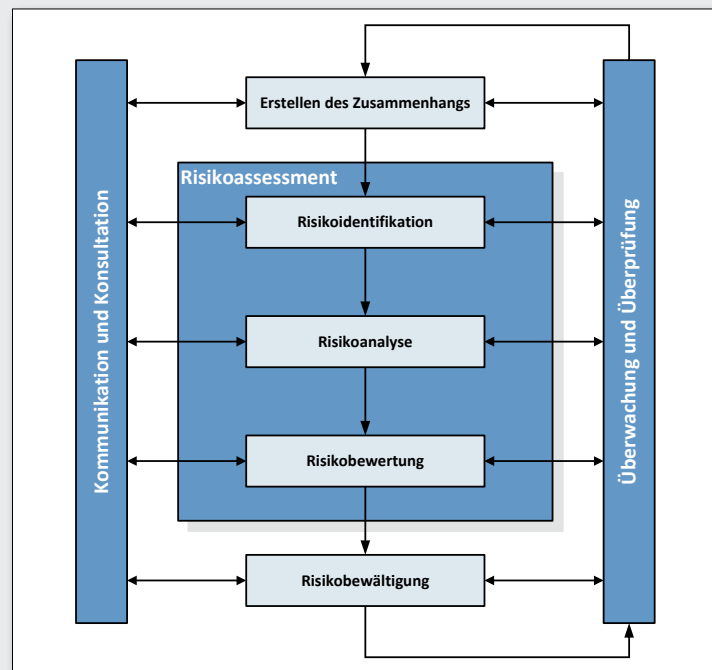 Erstellen des Zusammenhangs
Risikoassessment
Risikoidentifikation
Risikoanalyse
Risikobewertung
Risikobewältigung
Kommunikation und Konsultation
Überwachung und Überprüfung